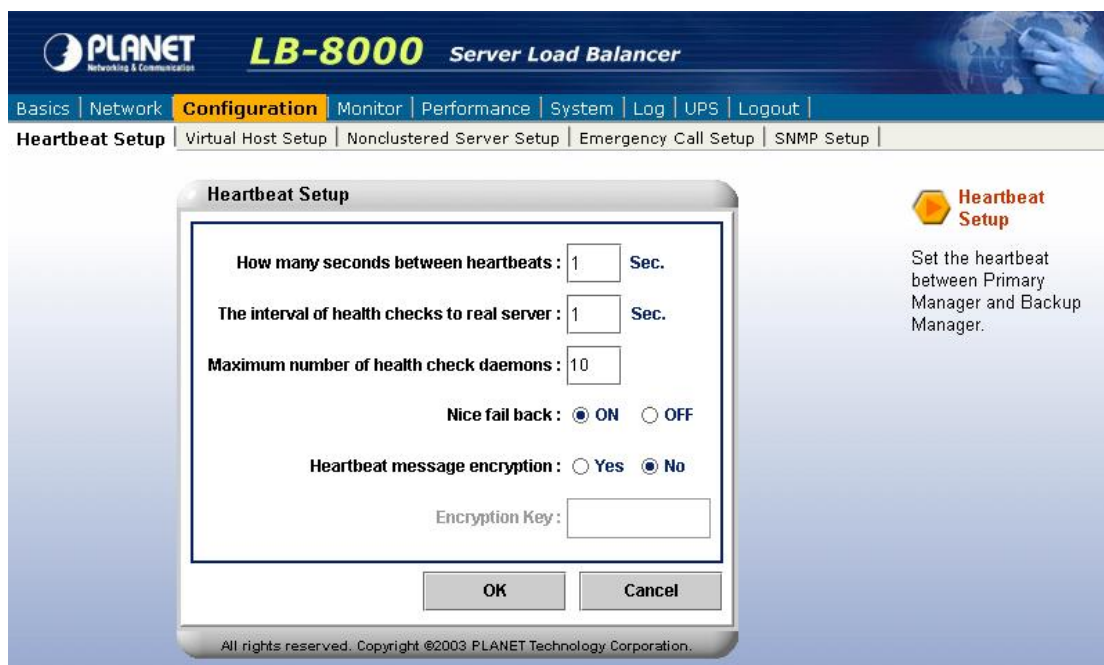 PLANET
Networking & Communication
LB-8000 Server Load Balancer
Basics | Network | Configuration | Monitor | Performance | System | Log | UPS | Logout |
Heartbeat Setup | Virtual Host Setup | Nonclustered Server Setup | Emergency Call Setup | SNMP Setup |
Heartbeat Setup
How many seconds between heartbeats : 1 Sec.
The interval of health checks to real server : 1 Sec.
Maximum number of health check daemons : 10
Nice fail back : ON OFF
Heartbeat message encryption : Yes No
Encryption Key :
OK Cancel
All rights reserved. Copyright ©2003 PLANET Technology Corporation.
Heartbeat
Setup
Set the heartbeat
between Primary
Manager and Backup
Manager.